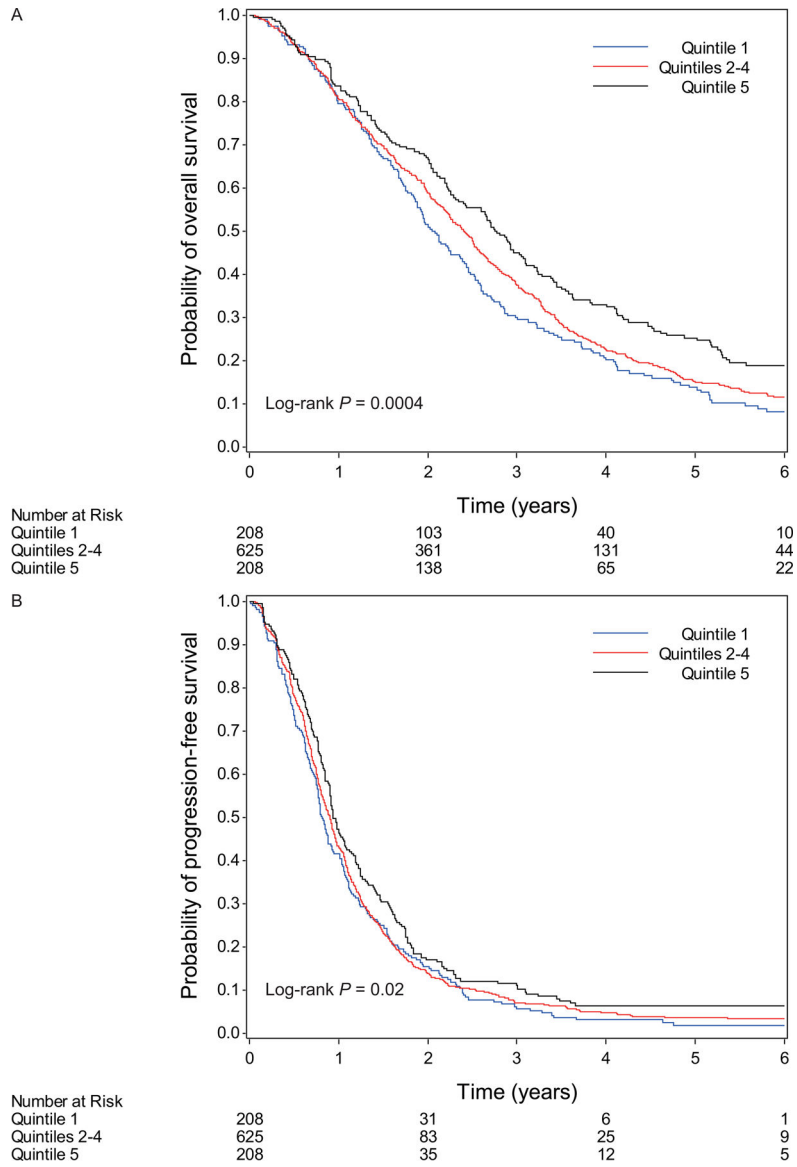 A
Probability of overall survival
1.0
0.9
0.8
0.7
0.6
0.5
0.4
0.3
0.2
0.1
0.0
Quintile 1
Quintiles 2-4
Quintile 5
Log-rank P = 0.0004
0 1 2 3 4 5 6
Time (years)
Number at Risk
Quintile 1 208 103 40 10
Quintiles 2-4 625 361 131 44
Quintile 5 208 138 65 22
B
Probability of progression-free survival
1.0
0.9
0.8
0.7
0.6
0.5
0.4
0.3
0.2
0.1
0.0
Quintile 1
Quintiles 2-4
Quintile 5
Log-rank P = 0.02
0 1 2 3 4 5 6
Time (years)
Number at Risk
Quintile 1 208 31 6 1
Quintiles 2-4 625 83 25 9
Quintile 5 208 35 12 5